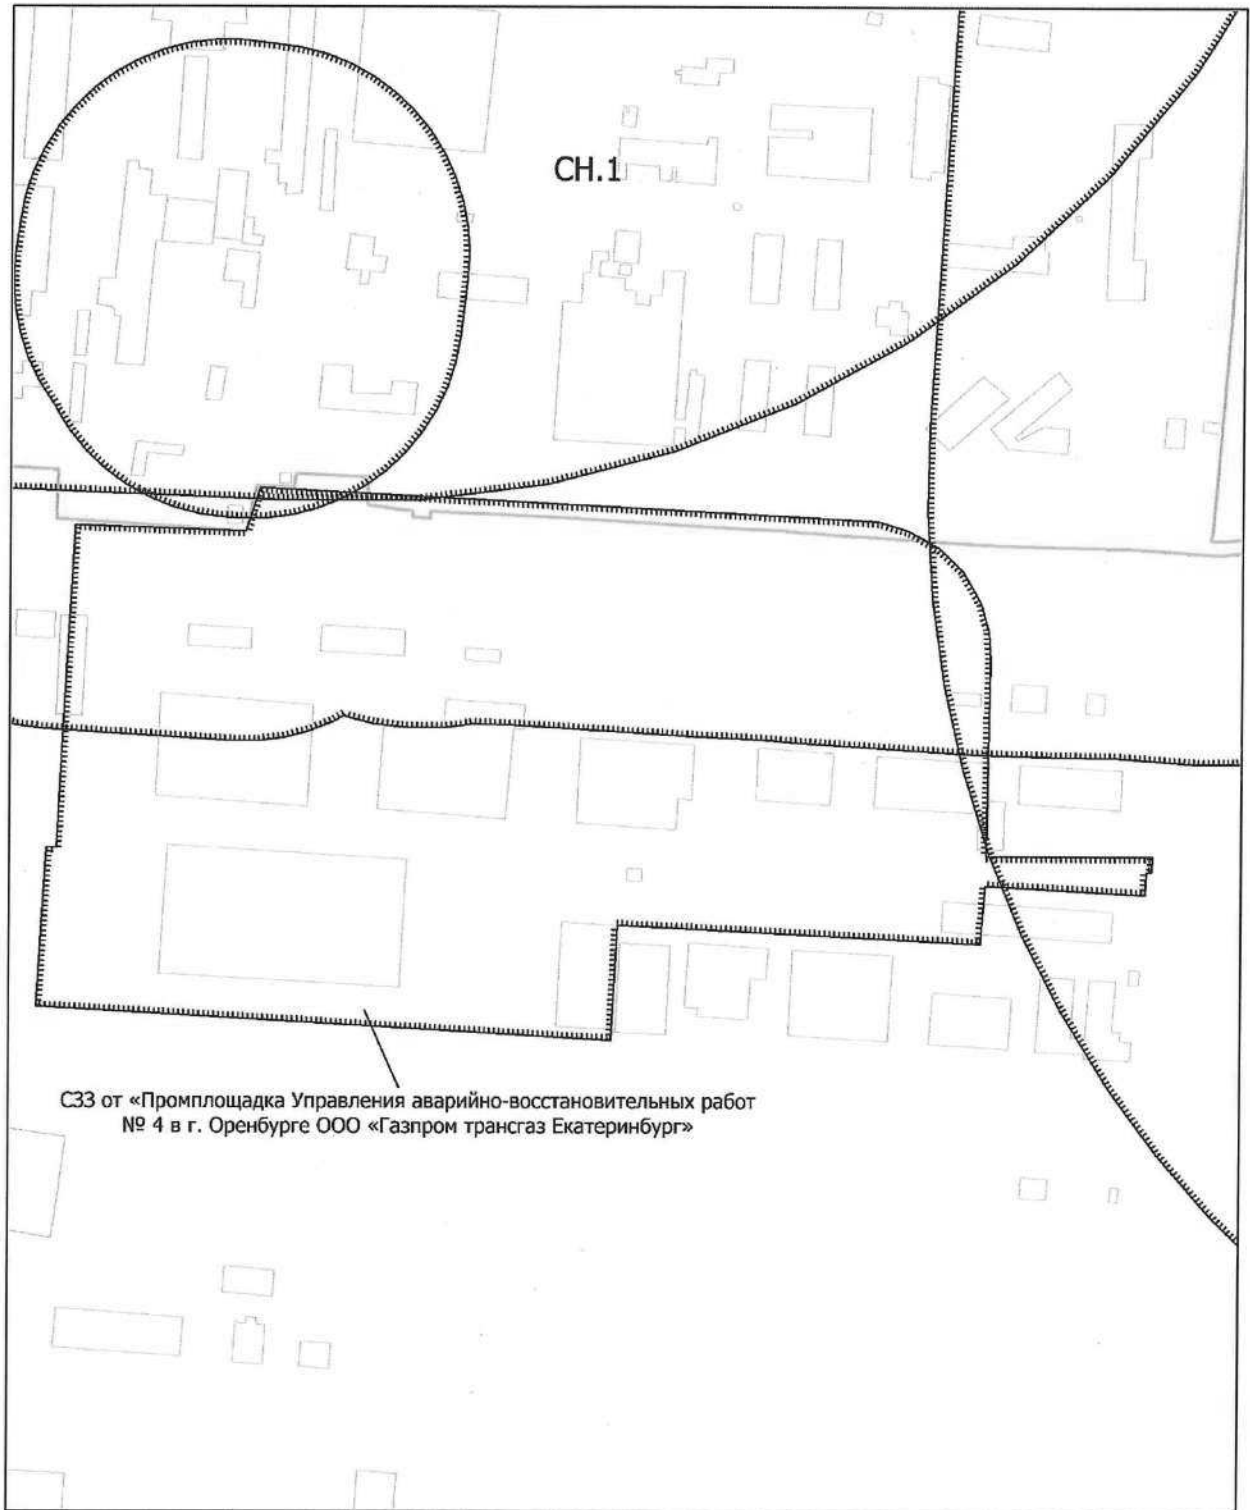 СН.1
СЗЗ от «Промплощадка Управления аварийно-восстановительных работ
№ 4 в г. Оренбурге ООО «Газпром трансгаз Екатеринбург»